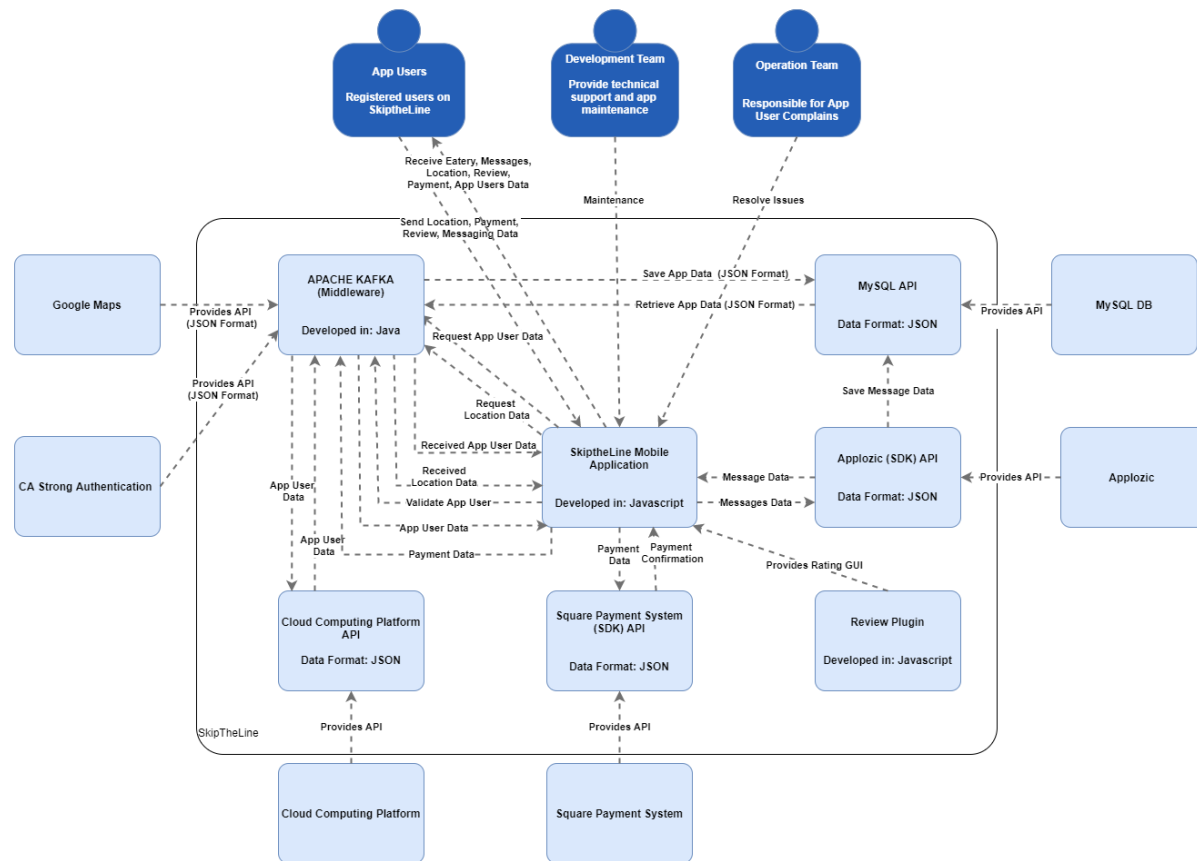 App Users
Registered users on
SkiptheLine
Development Team
Provide technical
support and app
maintenance
Operation Team
Responsible for App
User Complains
Receive Eatery, Messages,
Location, Review,
Payment, App Users Data
Maintenance
Resolve Issues
Send Location, Payment,
Review, Messaging Data
Google Maps
Provides API
(JSON Format)
APACHE KAFKA
(Middleware)
Developed in: Java
Save App Data (JSON Format)
Retrieve App Data (JSON Format)
MySQL API
Data Format: JSON
Provides API
MySQL DB
Request App User Data
Provides API
(JSON Format)
Request
Location Data
Save Message Data
CA Strong Authentication
Received App User Data
Received
Location Data
Validate App User
App User Data
Payment Data
SkiptheLine Mobile
Application
Developed in: Javascript
Message Data
Messages Data
Applozic (SDK) API
Data Format: JSON
Provides API
Applozic
App User
Data
App User
Data
Payment
Data
Payment
Confirmation
Provides Rating GUI
Cloud Computing Platform
API
Data Format: JSON
Square Payment System
(SDK) API
Data Format: JSON
Review Plugin
Developed in: Javascript
Provides API
Provides API
SkipTheLine
Cloud Computing Platform
Square Payment System